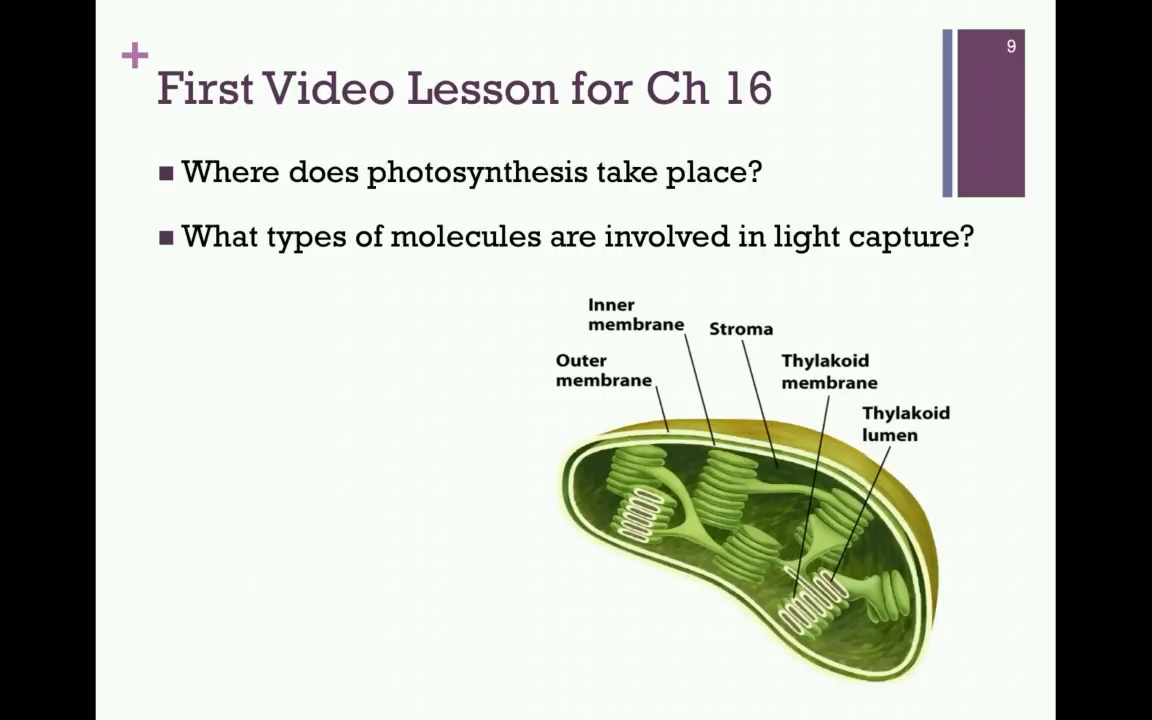 9
+
First Video Lesson for Ch 16
Where does photosynthesis take place?
What types of molecules are involved in light capture?
Inner
membrane
Stroma
Outer
membrane
Thylakoid
membrane
Thylakoid
lumen